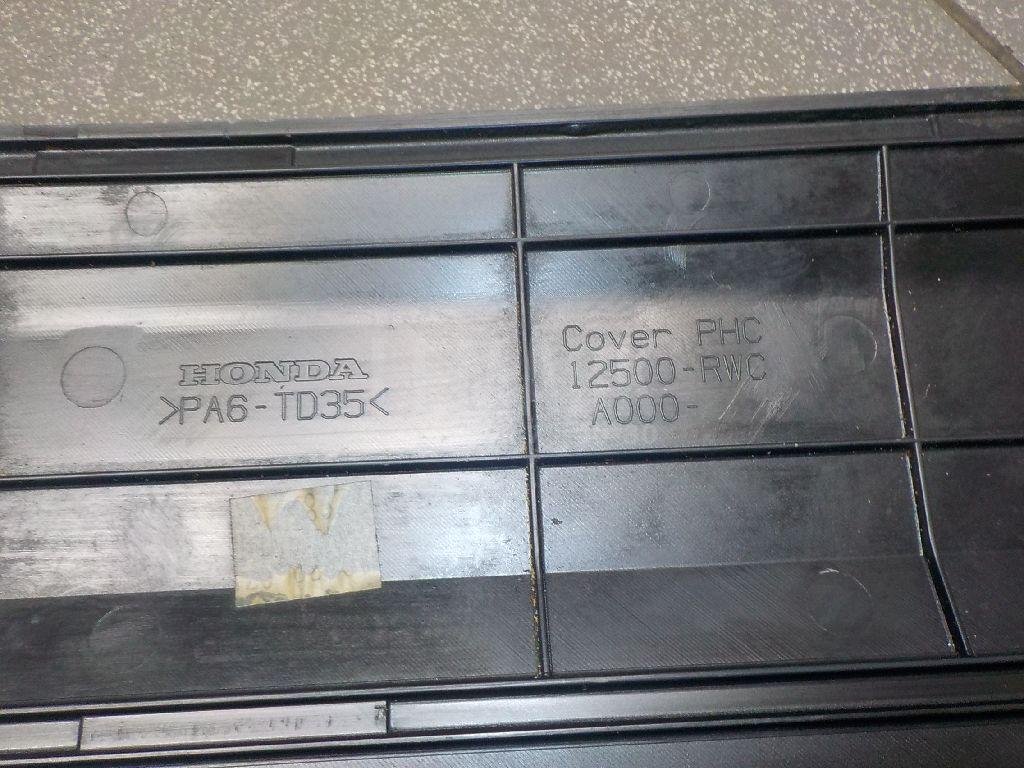 HONDA
>PA6-TD35<
Cover PHC
12500-RWC
A000-